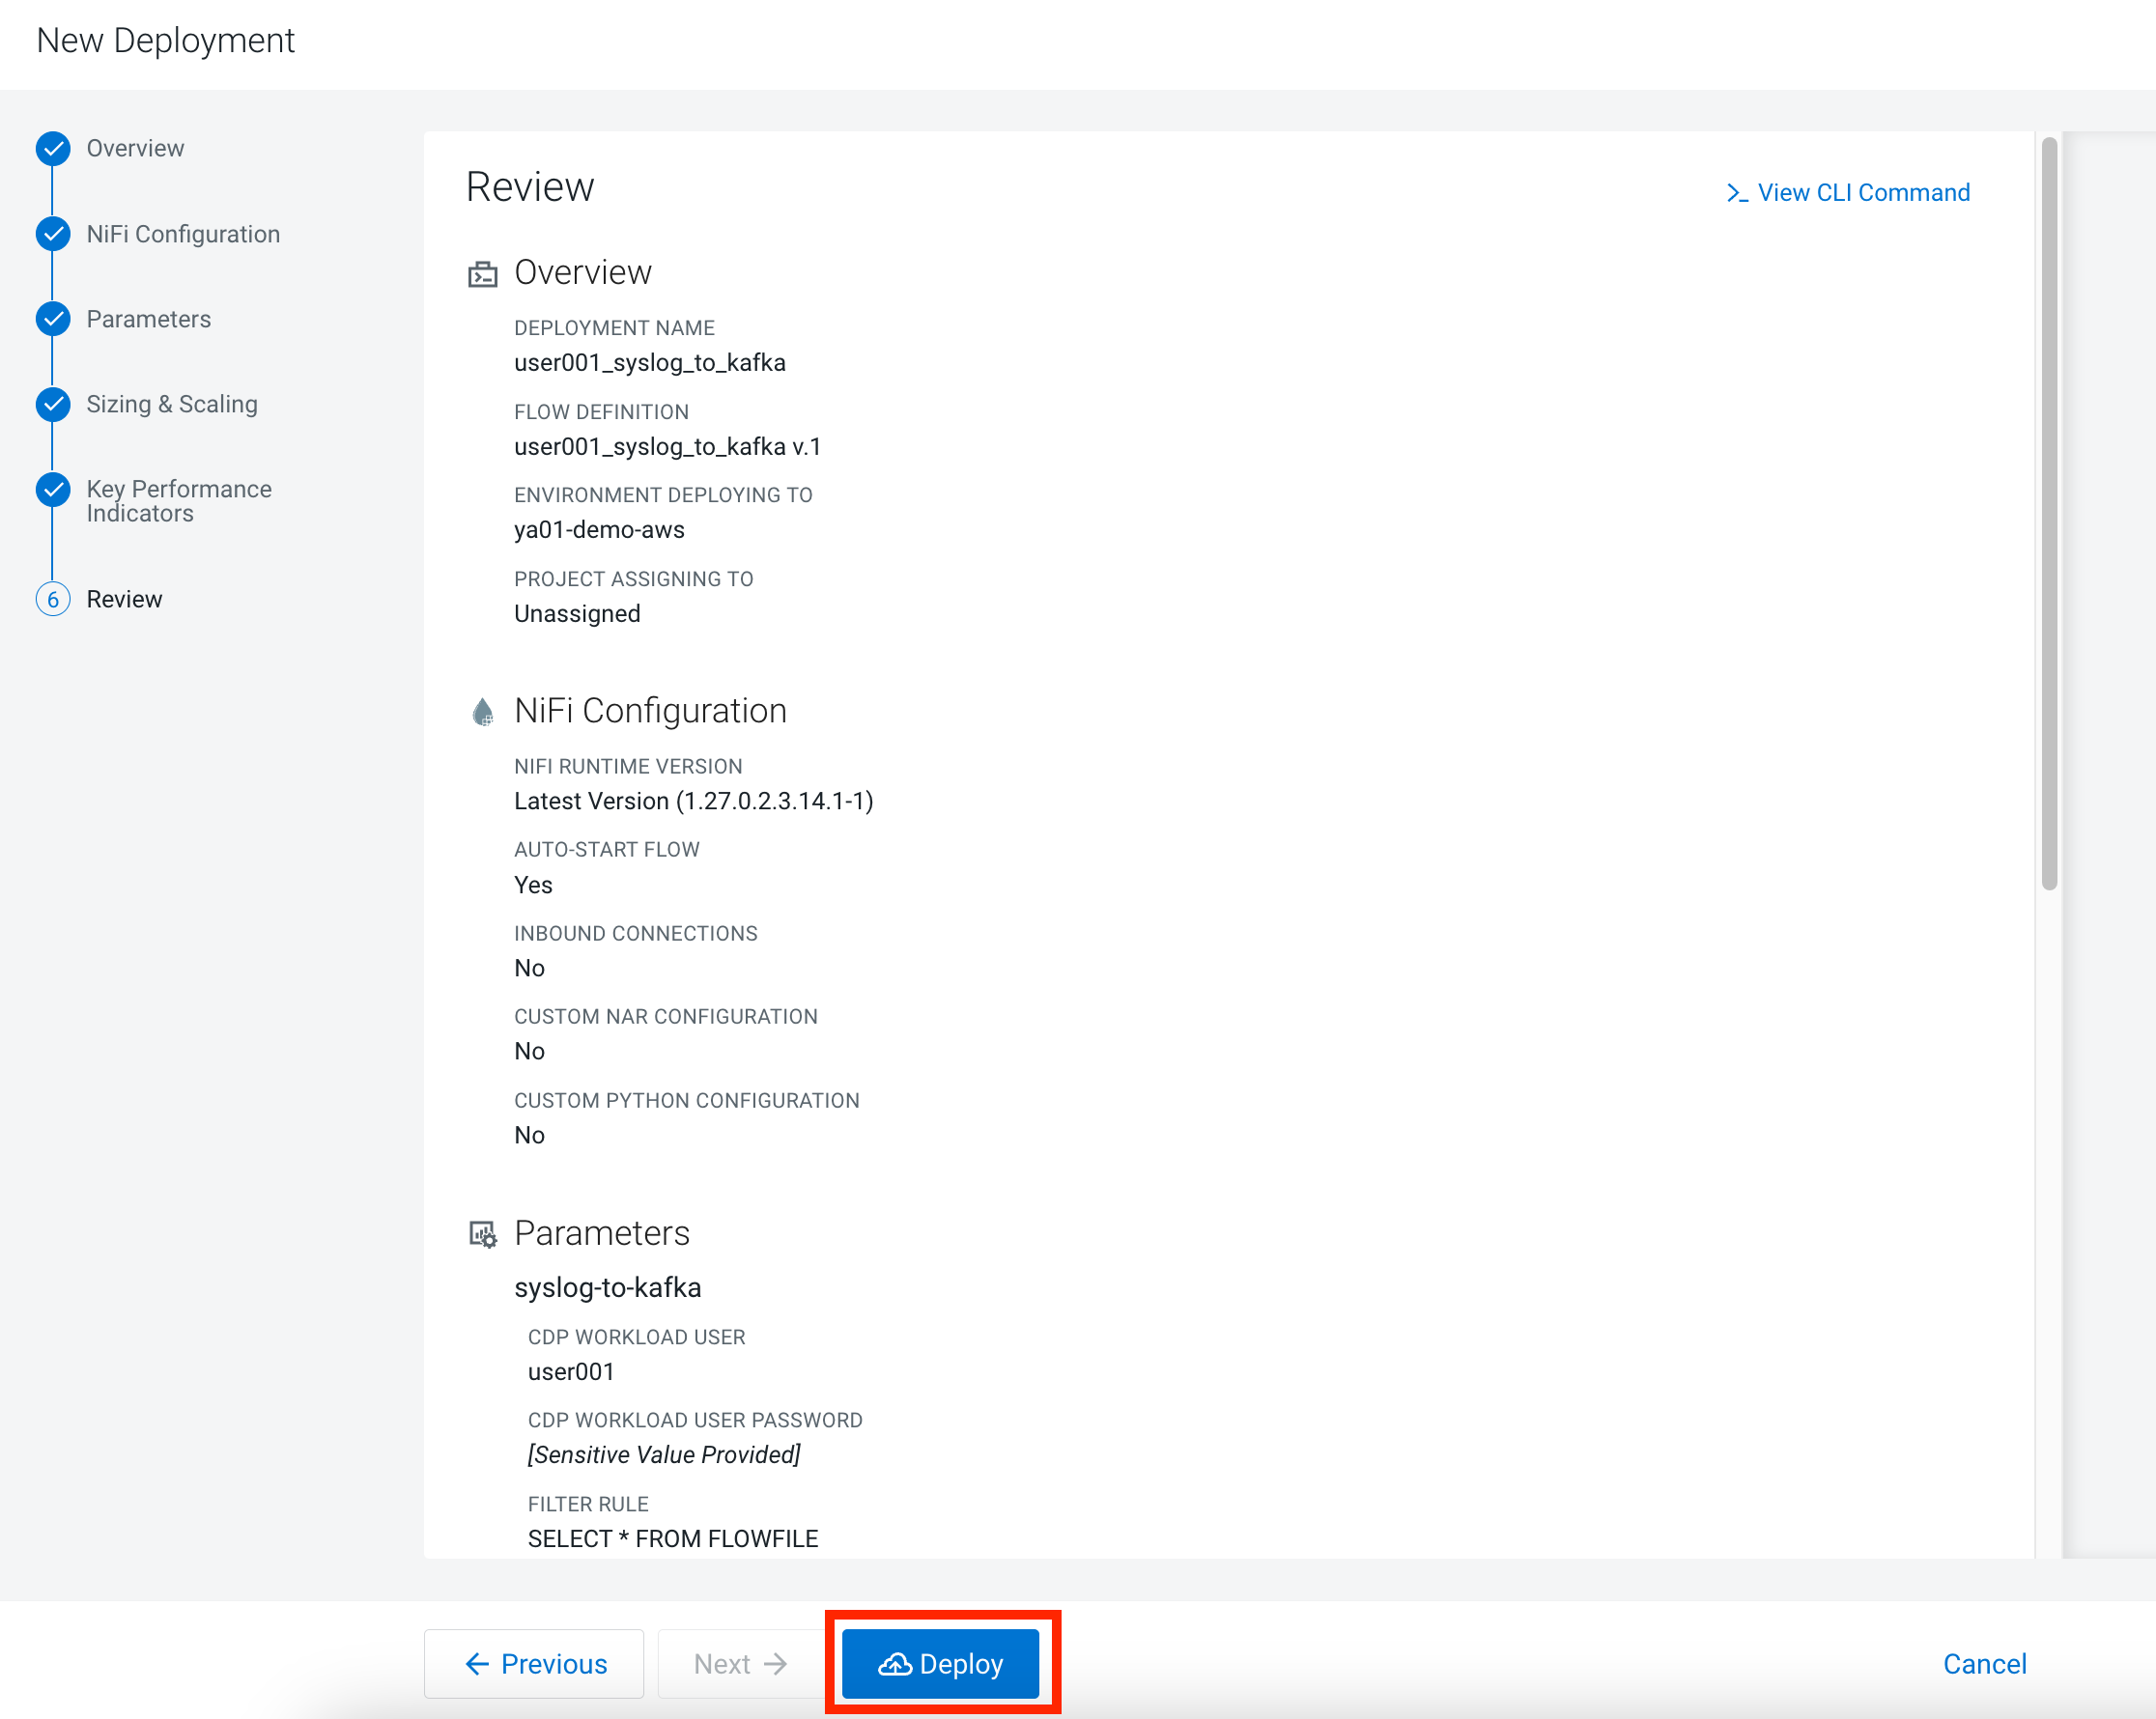 New Deployment
Overview
NiFi Configuration
Parameters
Sizing & Scaling
Key Performance
Indicators
6 Review
Review
>_ View CLI Command
Overview
DEPLOYMENT NAME
user001_syslog_to_kafka
FLOW DEFINITION
user001_syslog_to_kafka v.1
ENVIRONMENT DEPLOYING TO
ya01-demo-aws
PROJECT ASSIGNING TO
Unassigned
NiFi Configuration
NIFI RUNTIME VERSION
Latest Version (1.27.0.2.3.14.1-1)
AUTO-START FLOW
Yes
INBOUND CONNECTIONS
No
CUSTOM NAR CONFIGURATION
No
CUSTOM PYTHON CONFIGURATION
No
Parameters
syslog-to-kafka
CDP WORKLOAD USER
user001
CDP WORKLOAD USER PASSWORD
[Sensitive Value Provided]
FILTER RULE
SELECT * FROM FLOWFILE
Previous
Next
Deploy
Cancel